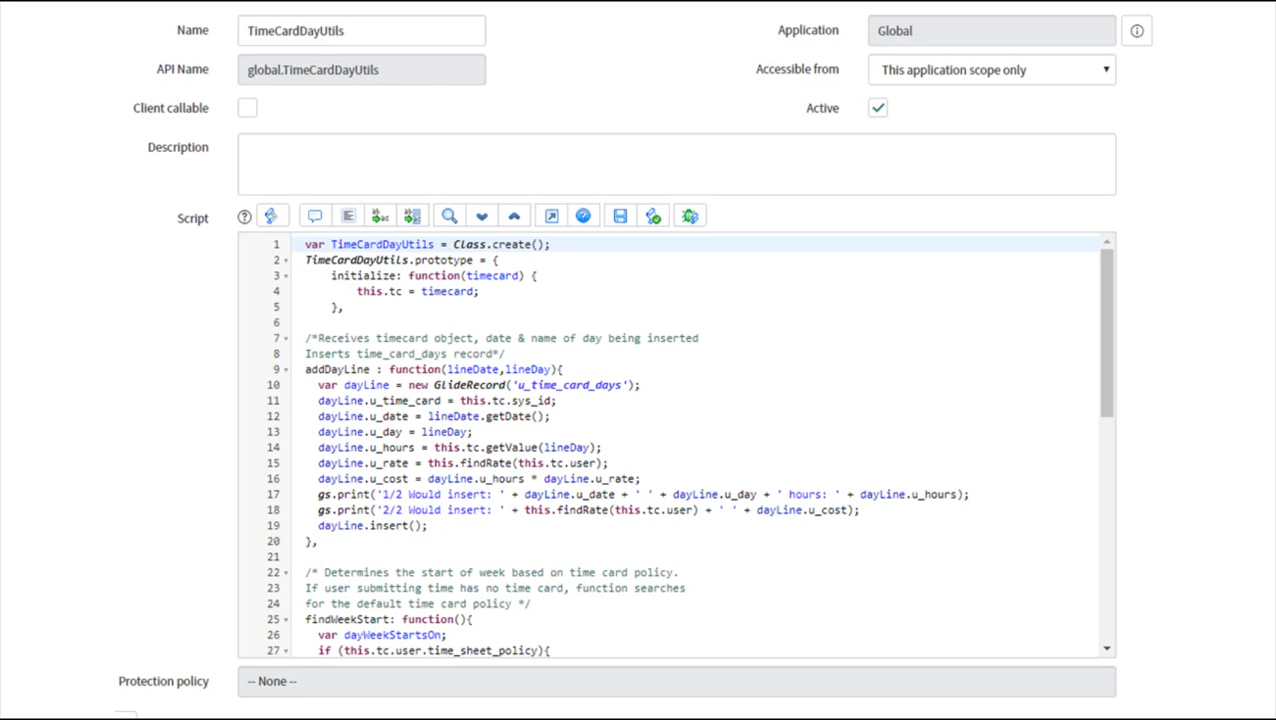 Name TimeCardDayUtils Application Global
API Name global.TimeCardDayUtils Accessible from This application scope only
Client callable Active
Description
Script
1 var TimeCardDayUtils = Class.create();
2 TimeCardDayUtils.prototype = {
3 initialize: function(timecard) {
4 this.tc = timecard;
5 },
6
7 /*Receives timecard object, date & name of day being inserted
8 Inserts time_card_days record*/
9 addDayLine : function(lineDate,lineDay){
10 var dayLine = new GlideRecord('u_time_card_days');
11 dayLine.u_time_card = this.tc.sys_id;
12 dayLine.u_date = lineDate.getDate();
13 dayLine.u_day = lineDay;
14 dayLine.u_hours = this.tc.getValue(lineDay);
15 dayLine.u_rate = this.findRate(this.tc.user);
16 dayLine.u_cost = dayLine.u_hours * dayLine.u_rate;
17 gs.print('1/2 Would insert: ' + dayLine.u_date + ' ' + dayLine.u_day + ' hours: ' + dayLine.u_hours);
18 gs.print('2/2 Would insert: ' + this.findRate(this.tc.user) + ' ' + dayLine.u_cost);
19 dayLine.insert();
20 },
21
22 /* Determines the start of week based on time card policy.
23 If user submitting time has no time card, function searches
24 for the default time card policy */
25 findWeekStart: function(){
26 var dayWeekStartsOn;
27 if (this.tc.user.time_sheet_policy){
Protection policy -- None --